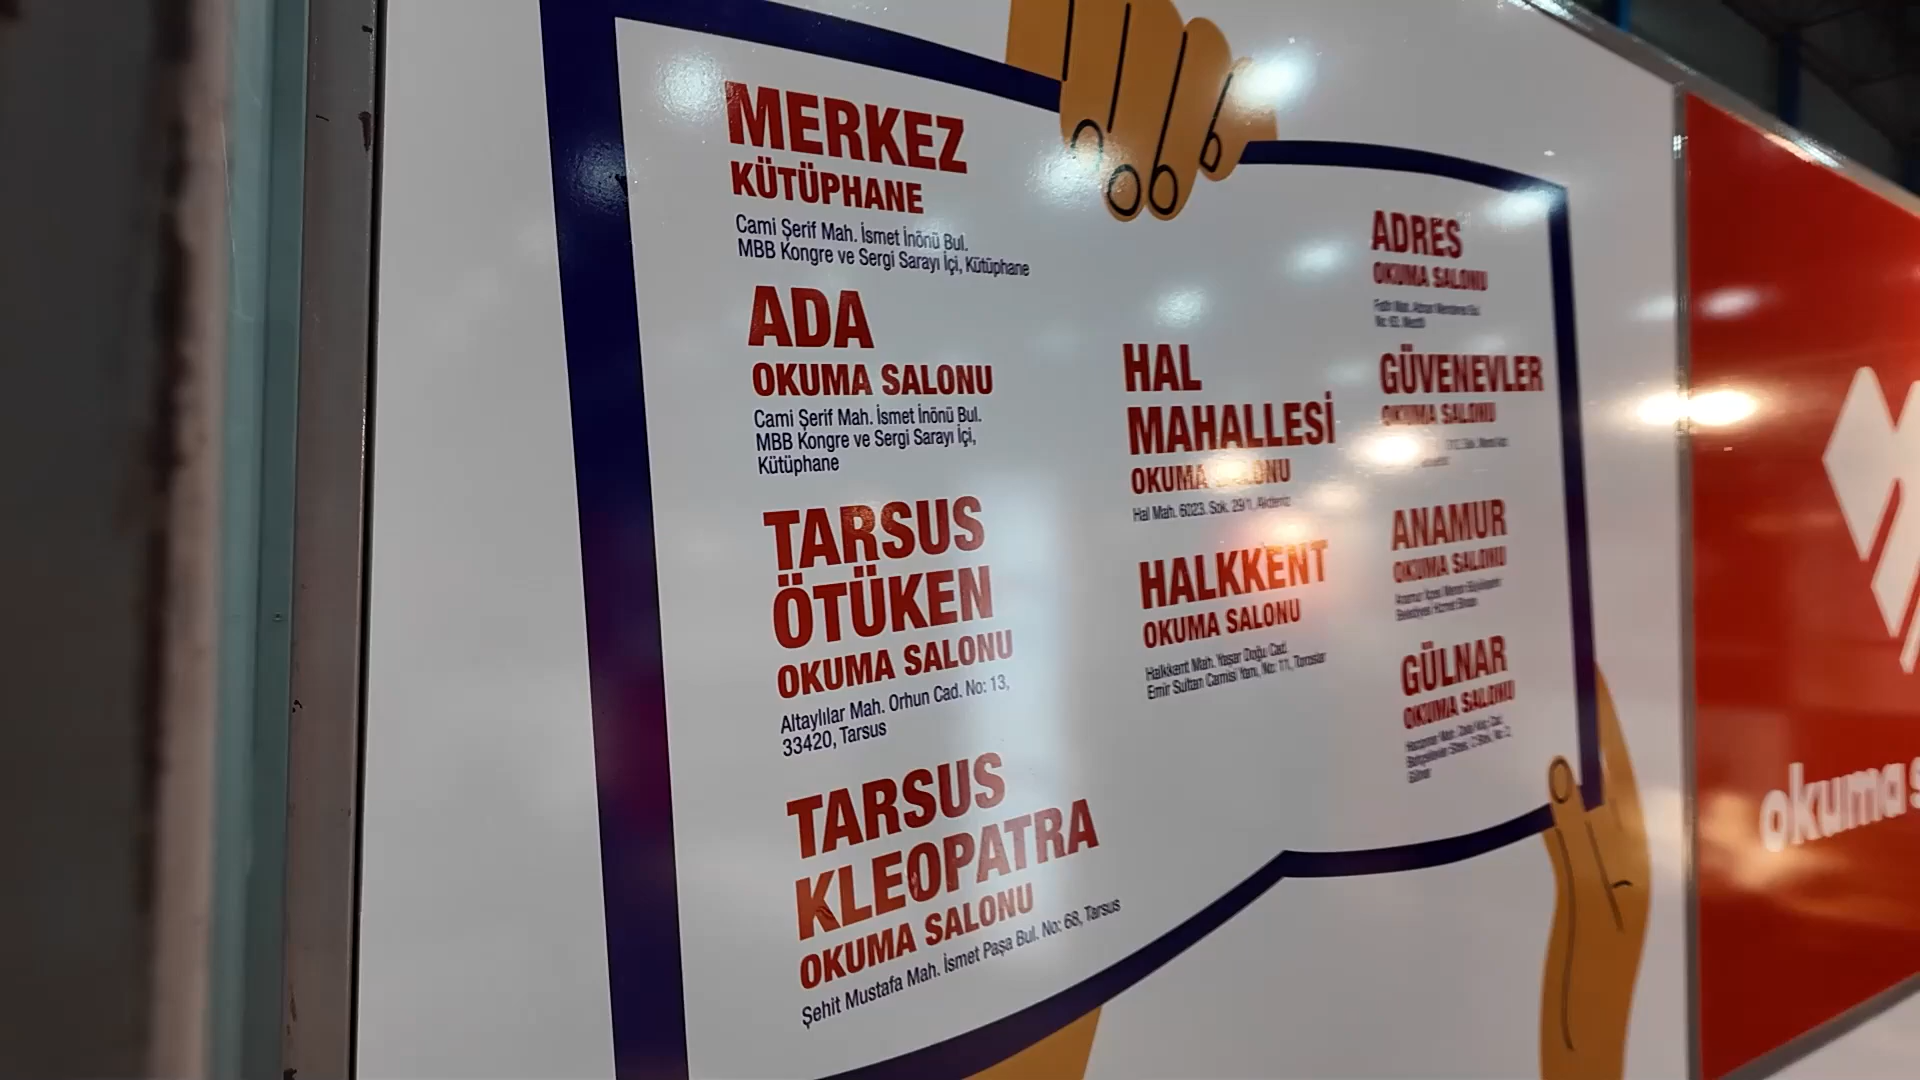 MERKEZ
KÜTÜPHANE
Cami Şerif Mah. İsmet İnönü Bul.
MBB Kongre ve Sergi Sarayı İçi, Kütüphane
ADA
OKUMA SALONU
Cami Şerif Mah. İsmet İnönü Bul.
MBB Kongre ve Sergi Sarayı İçi,
Kütüphane
TARSUS
ÖTÜKEN
OKUMA SALONU
Altaylılar Mah. Orhun Cad. No: 13,
33420, Tarsus
TARSUS
KLEOPATRA
OKUMA SALONU
Şehit Mustafa Mah. İsmet Paşa Bul. No: 68, Tarsus
HAL
MAHALLESİ
OKUMA SALONU
Hal Mah. 6023. Sok. 29/1, Akdeniz
HALKKENT
OKUMA SALONU
Halkkent Mah. Yaşar Doğu Cad.
Emir Sultan Camisi Yanı, No: 11, Toroslar
ADRES
OKUMA SALONU
GÜVENEVLER
OKUMA SALONU
ANAMUR
OKUMA SALONU
GÜLNAR
OKUMA SALONU
Gülnar
okuma